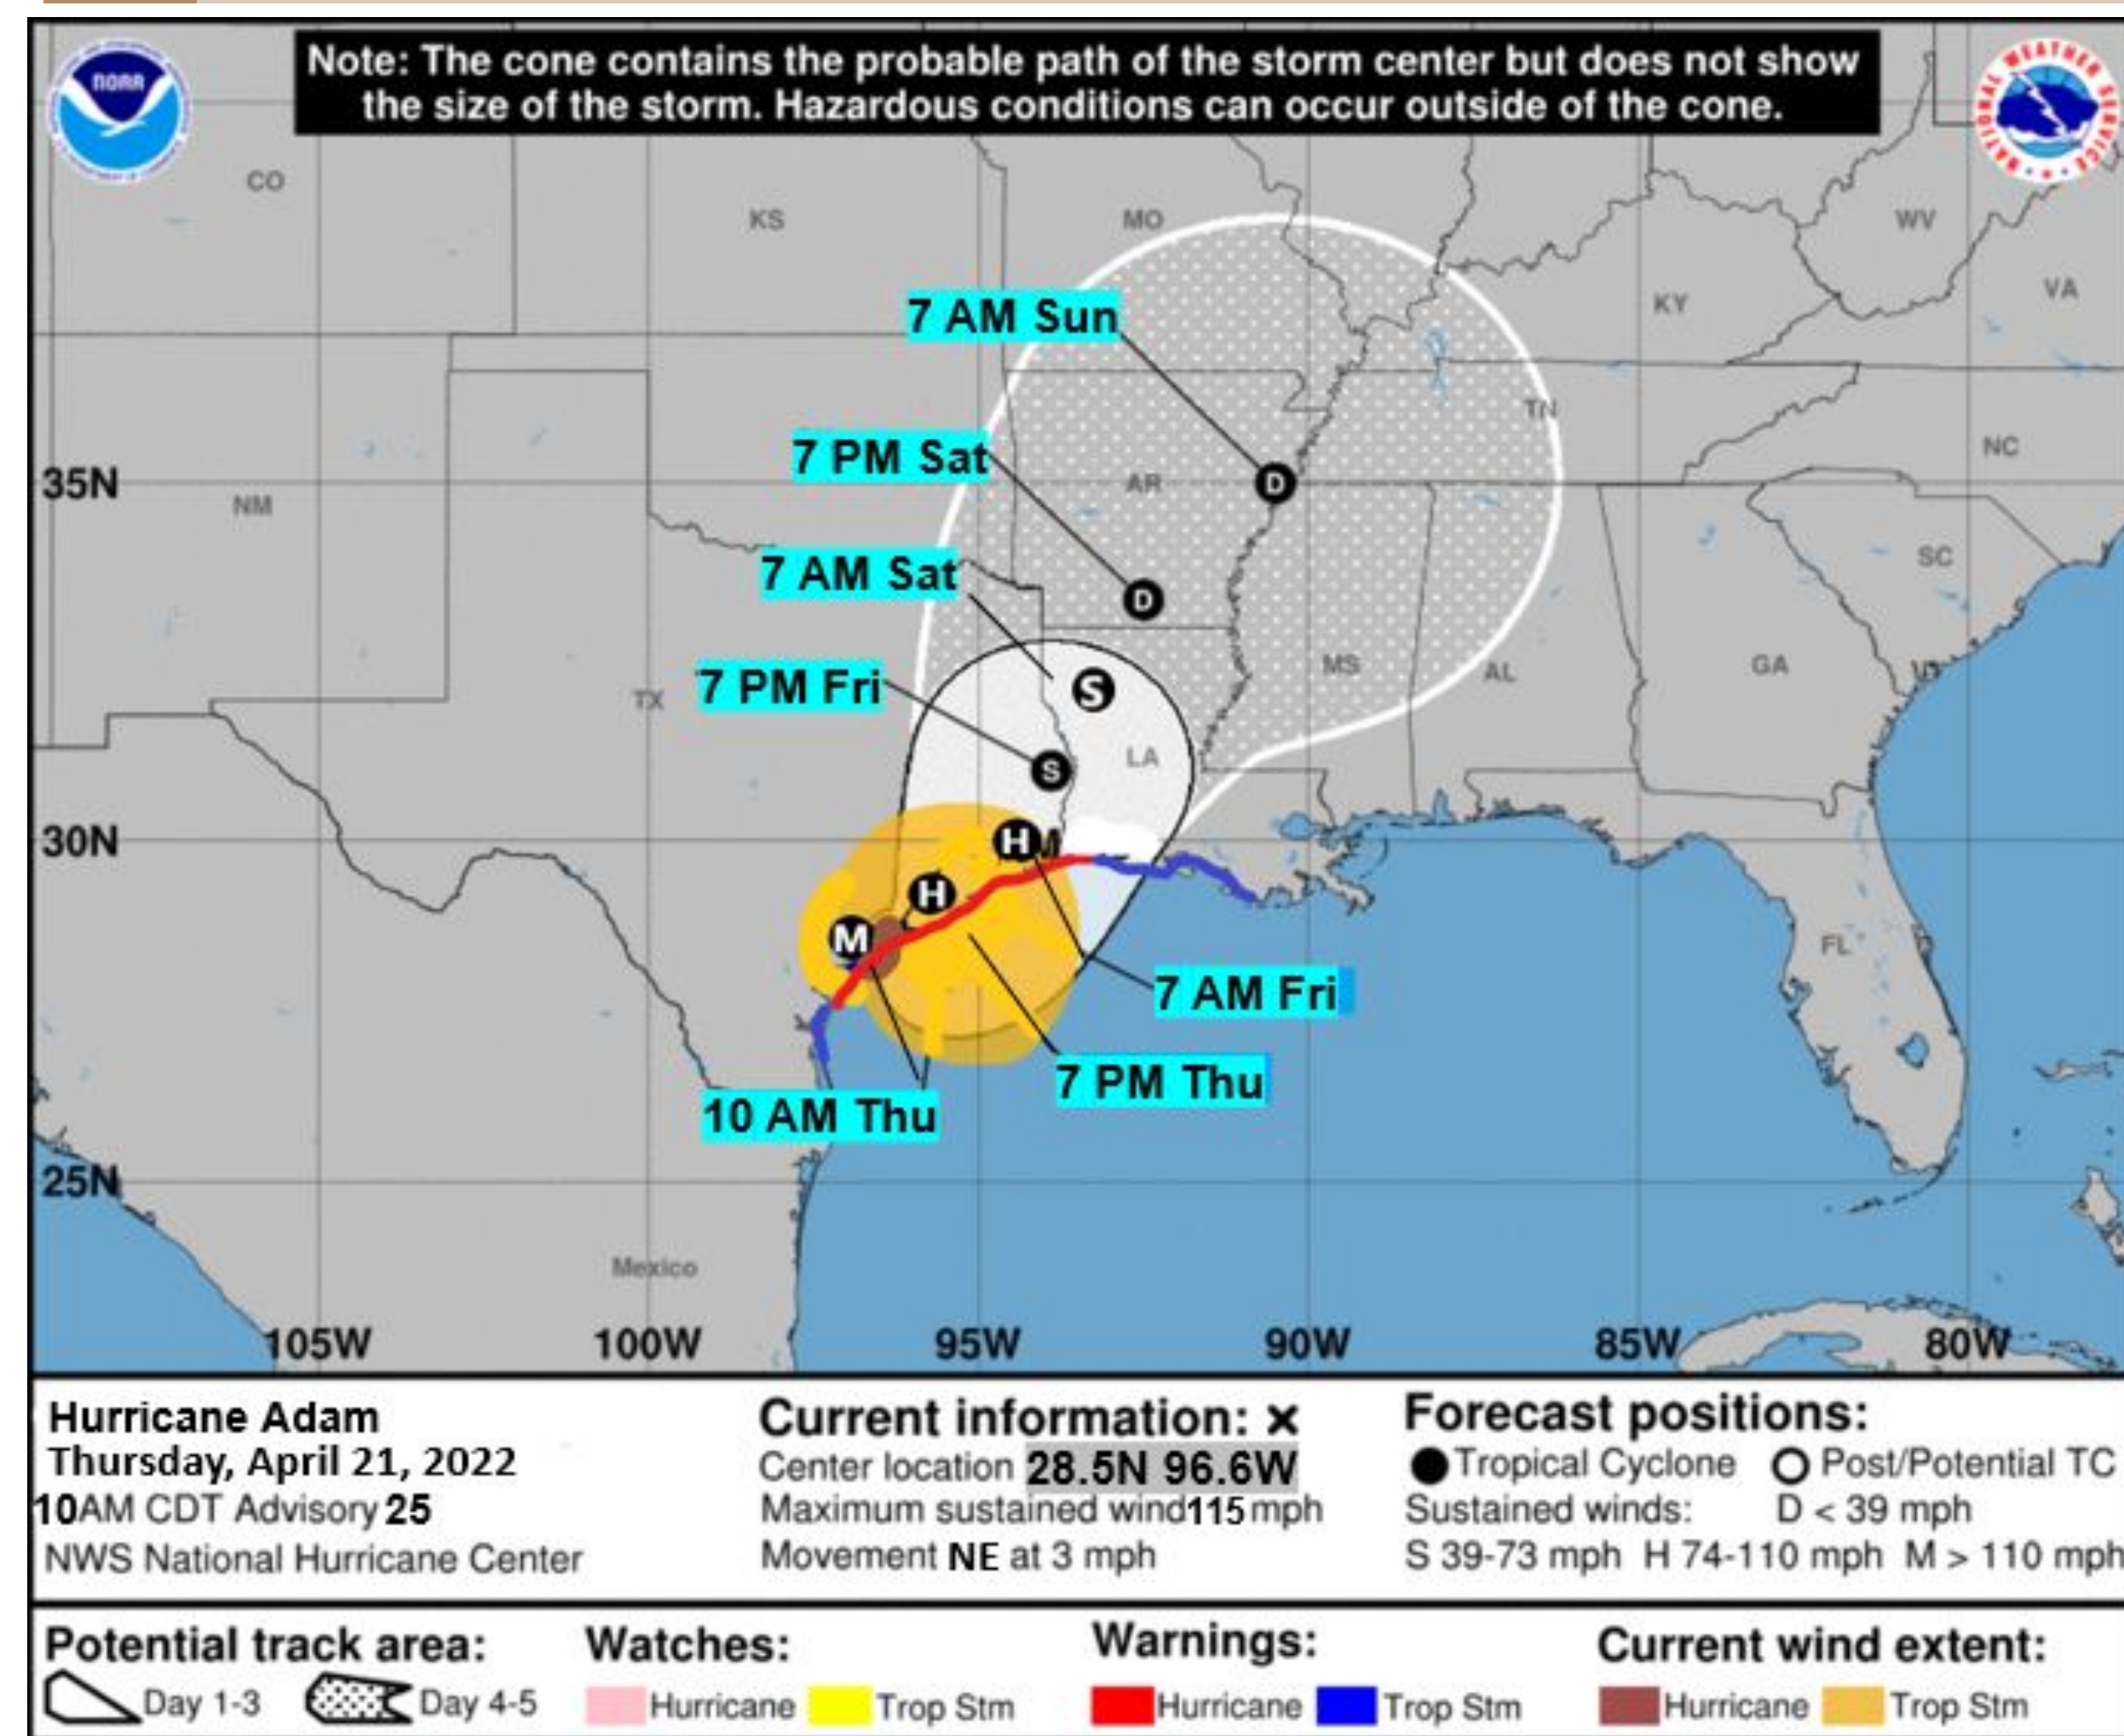 Note: The cone contains the probable path of the storm center but does not show
the size of the storm. Hazardous conditions can occur outside of the cone.
NOAA
NATIONAL WEATHER SERVICE
CO
KS
MO
WV
KY
VA
7 AM Sun
TN
NC
7 PM Sat
35N
AR
NM
7 AM Sat
D
D
SC
7 PM Fri
S
TX
MS
AL
GA
LA
S
30N
H
H
M
FL
7 AM Fri
7 PM Thu
10 AM Thu
25N
Mexico
105W
100W
95W
90W
85W
80W
Hurricane Adam
Thursday, April 21, 2022
10AM CDT Advisory 25
NWS National Hurricane Center
Current information: x
Center location 28.5N 96.6W
Maximum sustained wind115 mph
Movement NE at 3 mph
Forecast positions:
Tropical Cyclone Post/Potential TC
Sustained winds: D < 39 mph
S 39-73 mph H 74-110 mph M > 110 mph
Potential track area:
Day 1-3 Day 4-5
Watches:
Hurricane Trop Stm
Warnings:
Hurricane Trop Stm
Current wind extent:
Hurricane Trop Stm